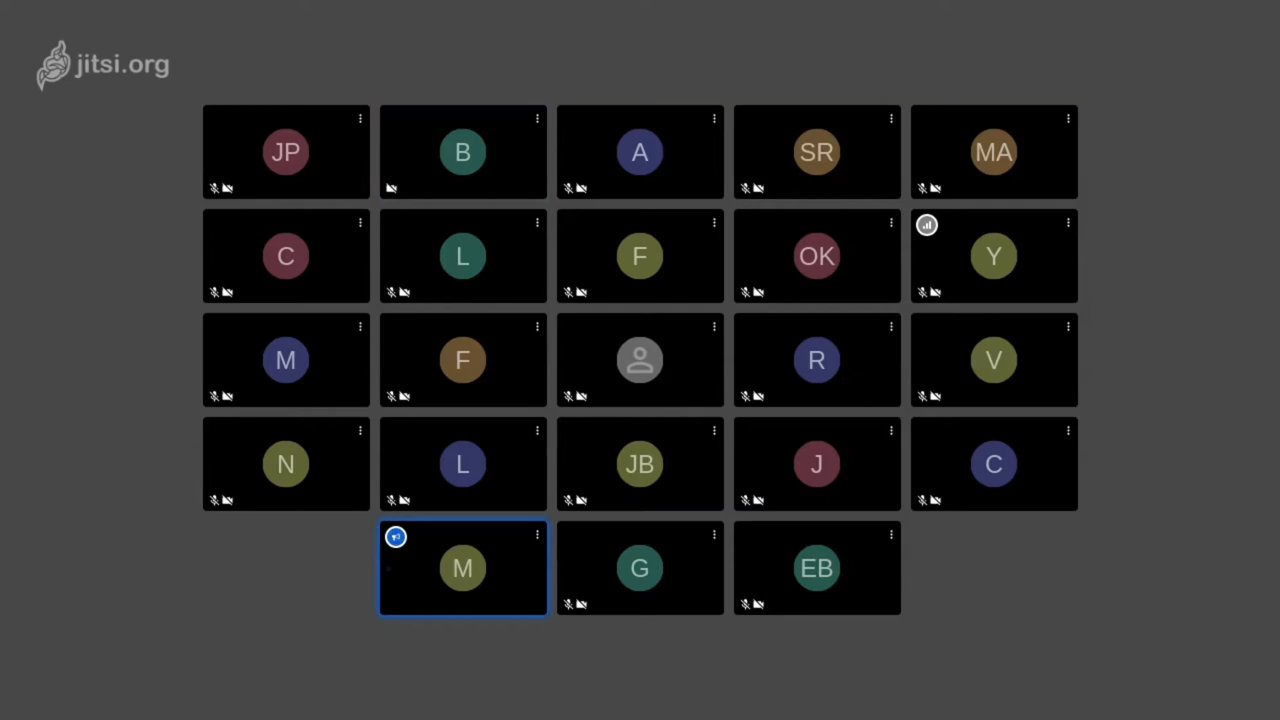 jitsi.org
JP B A SR MA
C L F OK Y
M F R V
N L JB J C
M G EB